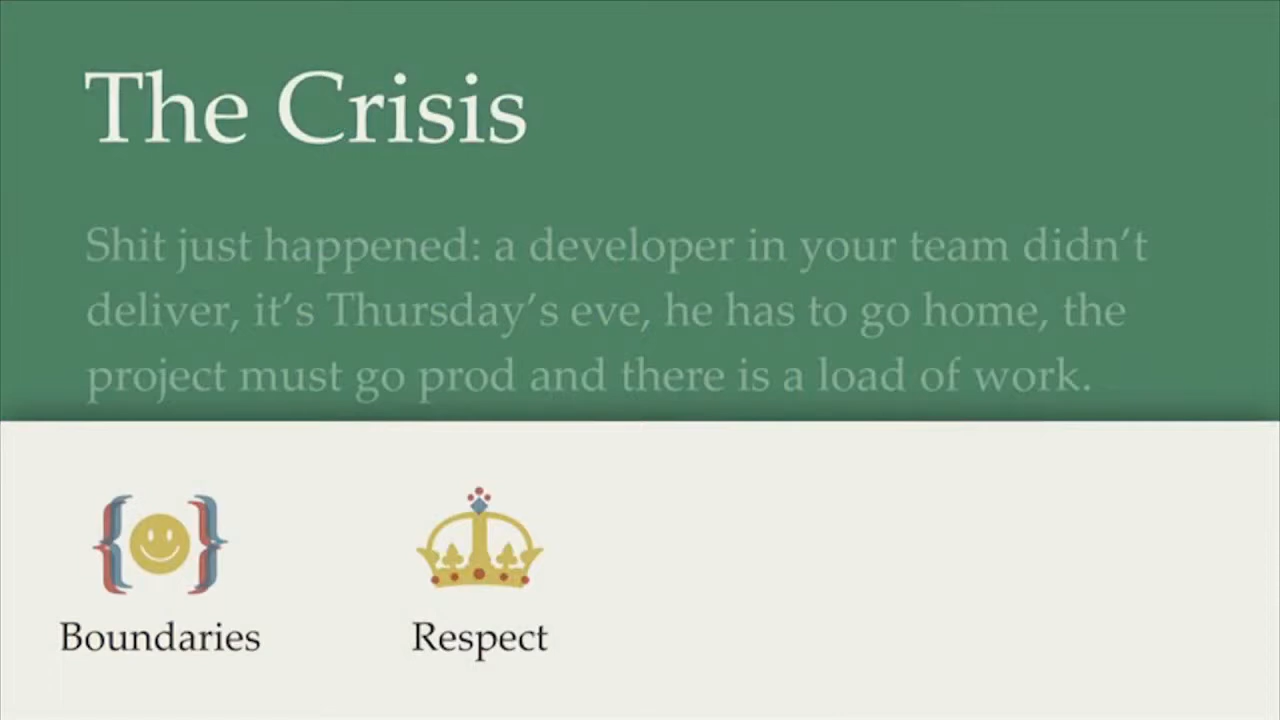 The Crisis
Shit just happened: a developer in your team didn’t
deliver, it’s Thursday’s eve, he has to go home, the
project must go prod and there is a load of work.
Boundaries
Respect